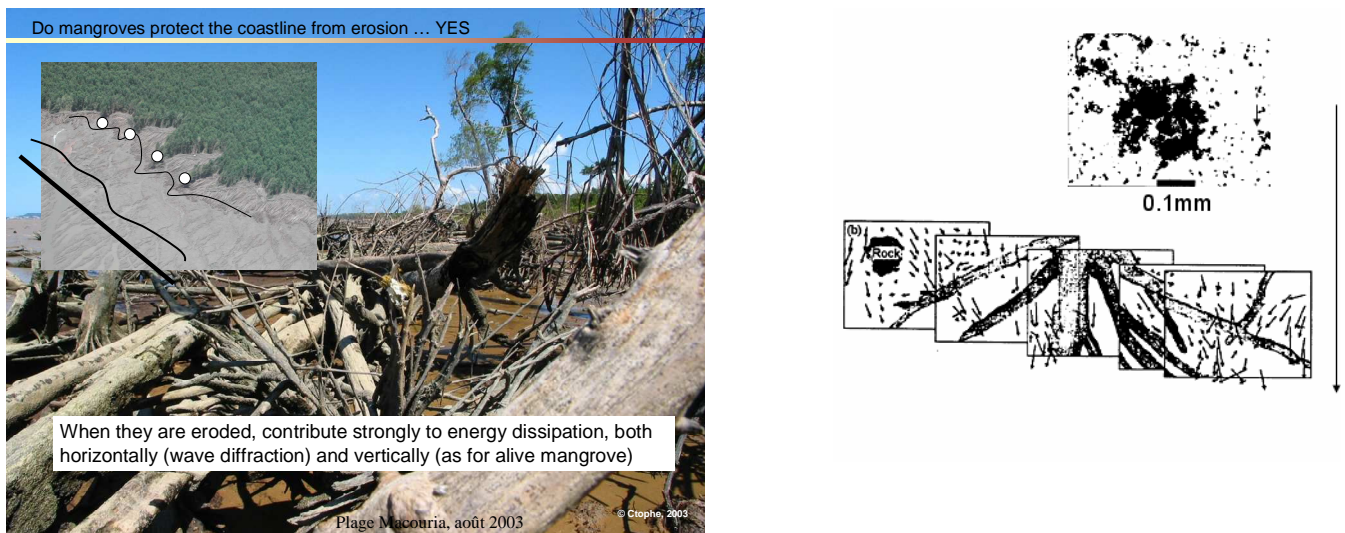 Do mangroves protect the coastline from erosion … YES
When they are eroded, contribute strongly to energy dissipation, both
horizontally (wave diffraction) and vertically (as for alive mangrove)
Plage Macouria, août 2003
© Ctophe, 2003
0.1mm
(b)
Rock